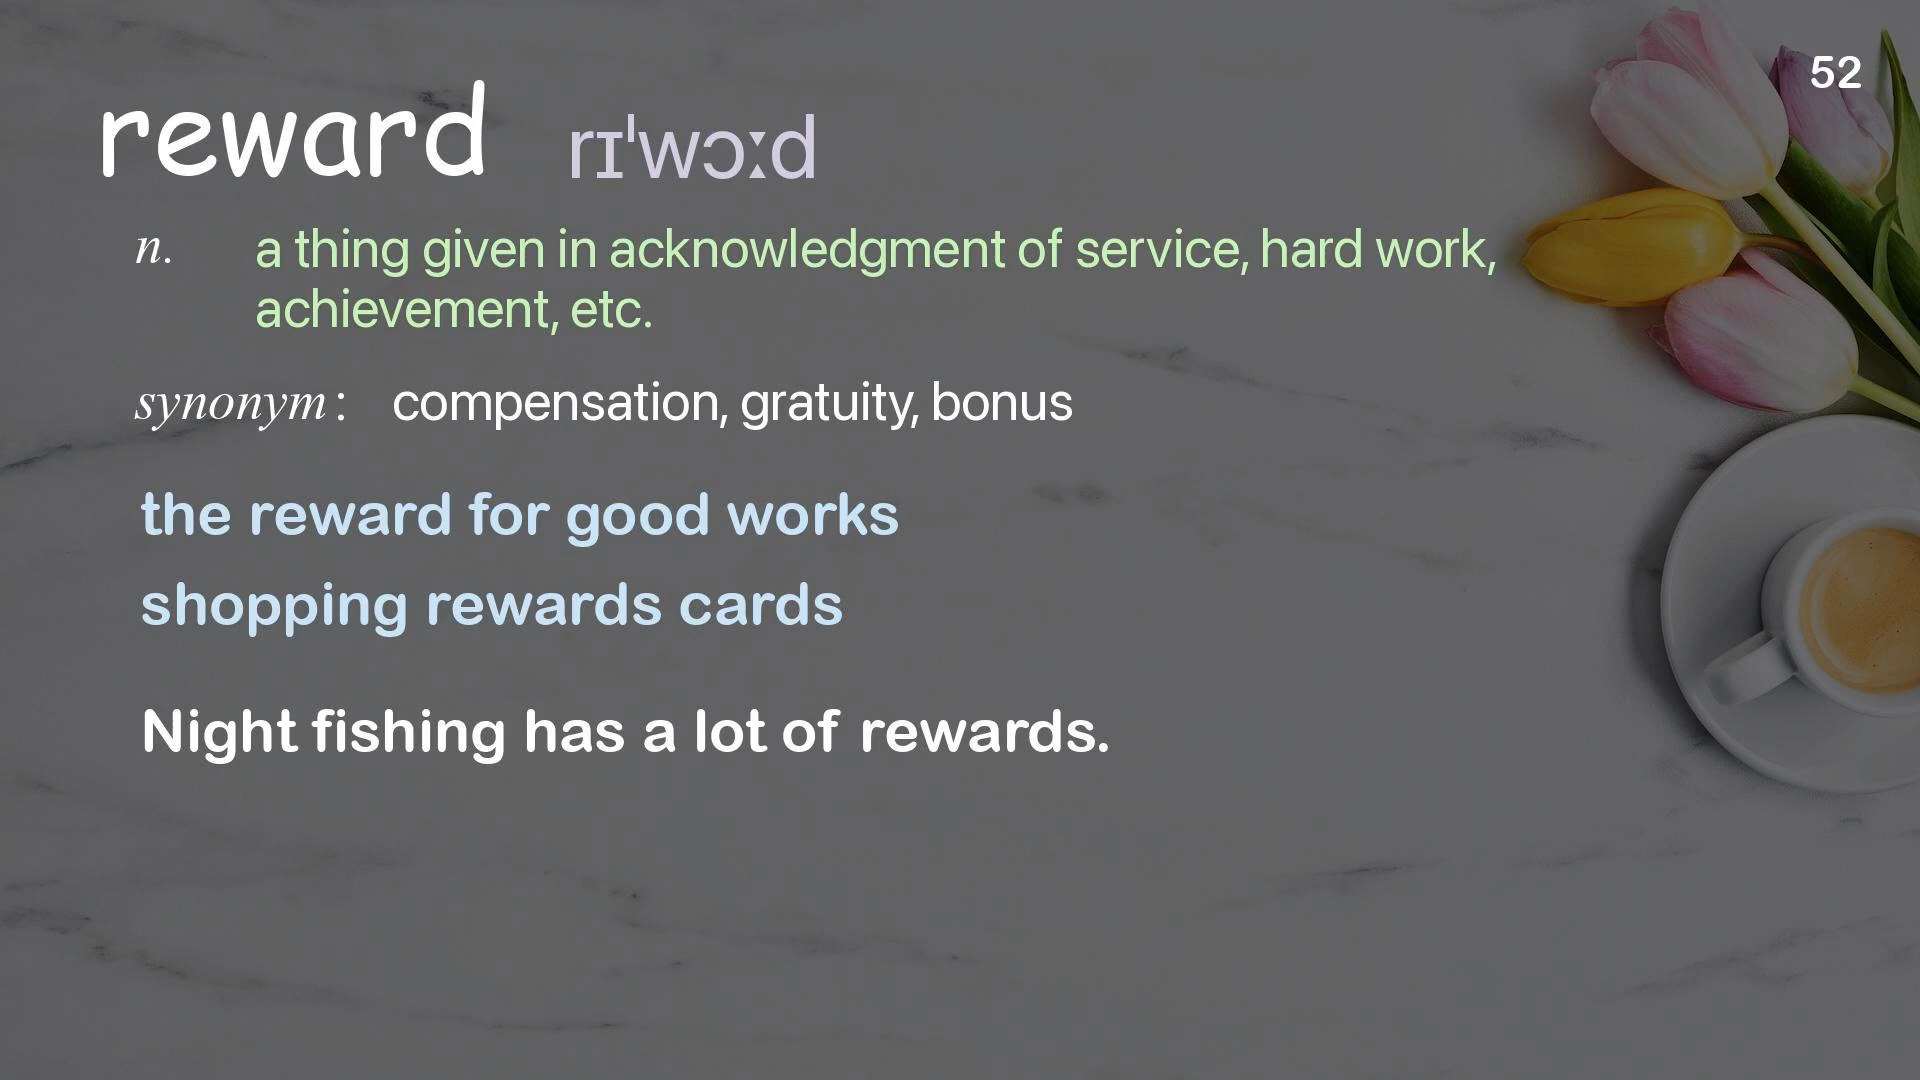 52
reward rɪˈwɔːd
n. a thing given in acknowledgment of service, hard work,
achievement, etc.
synonym : compensation, gratuity, bonus
the reward for good works
shopping rewards cards
Night fishing has a lot of rewards.